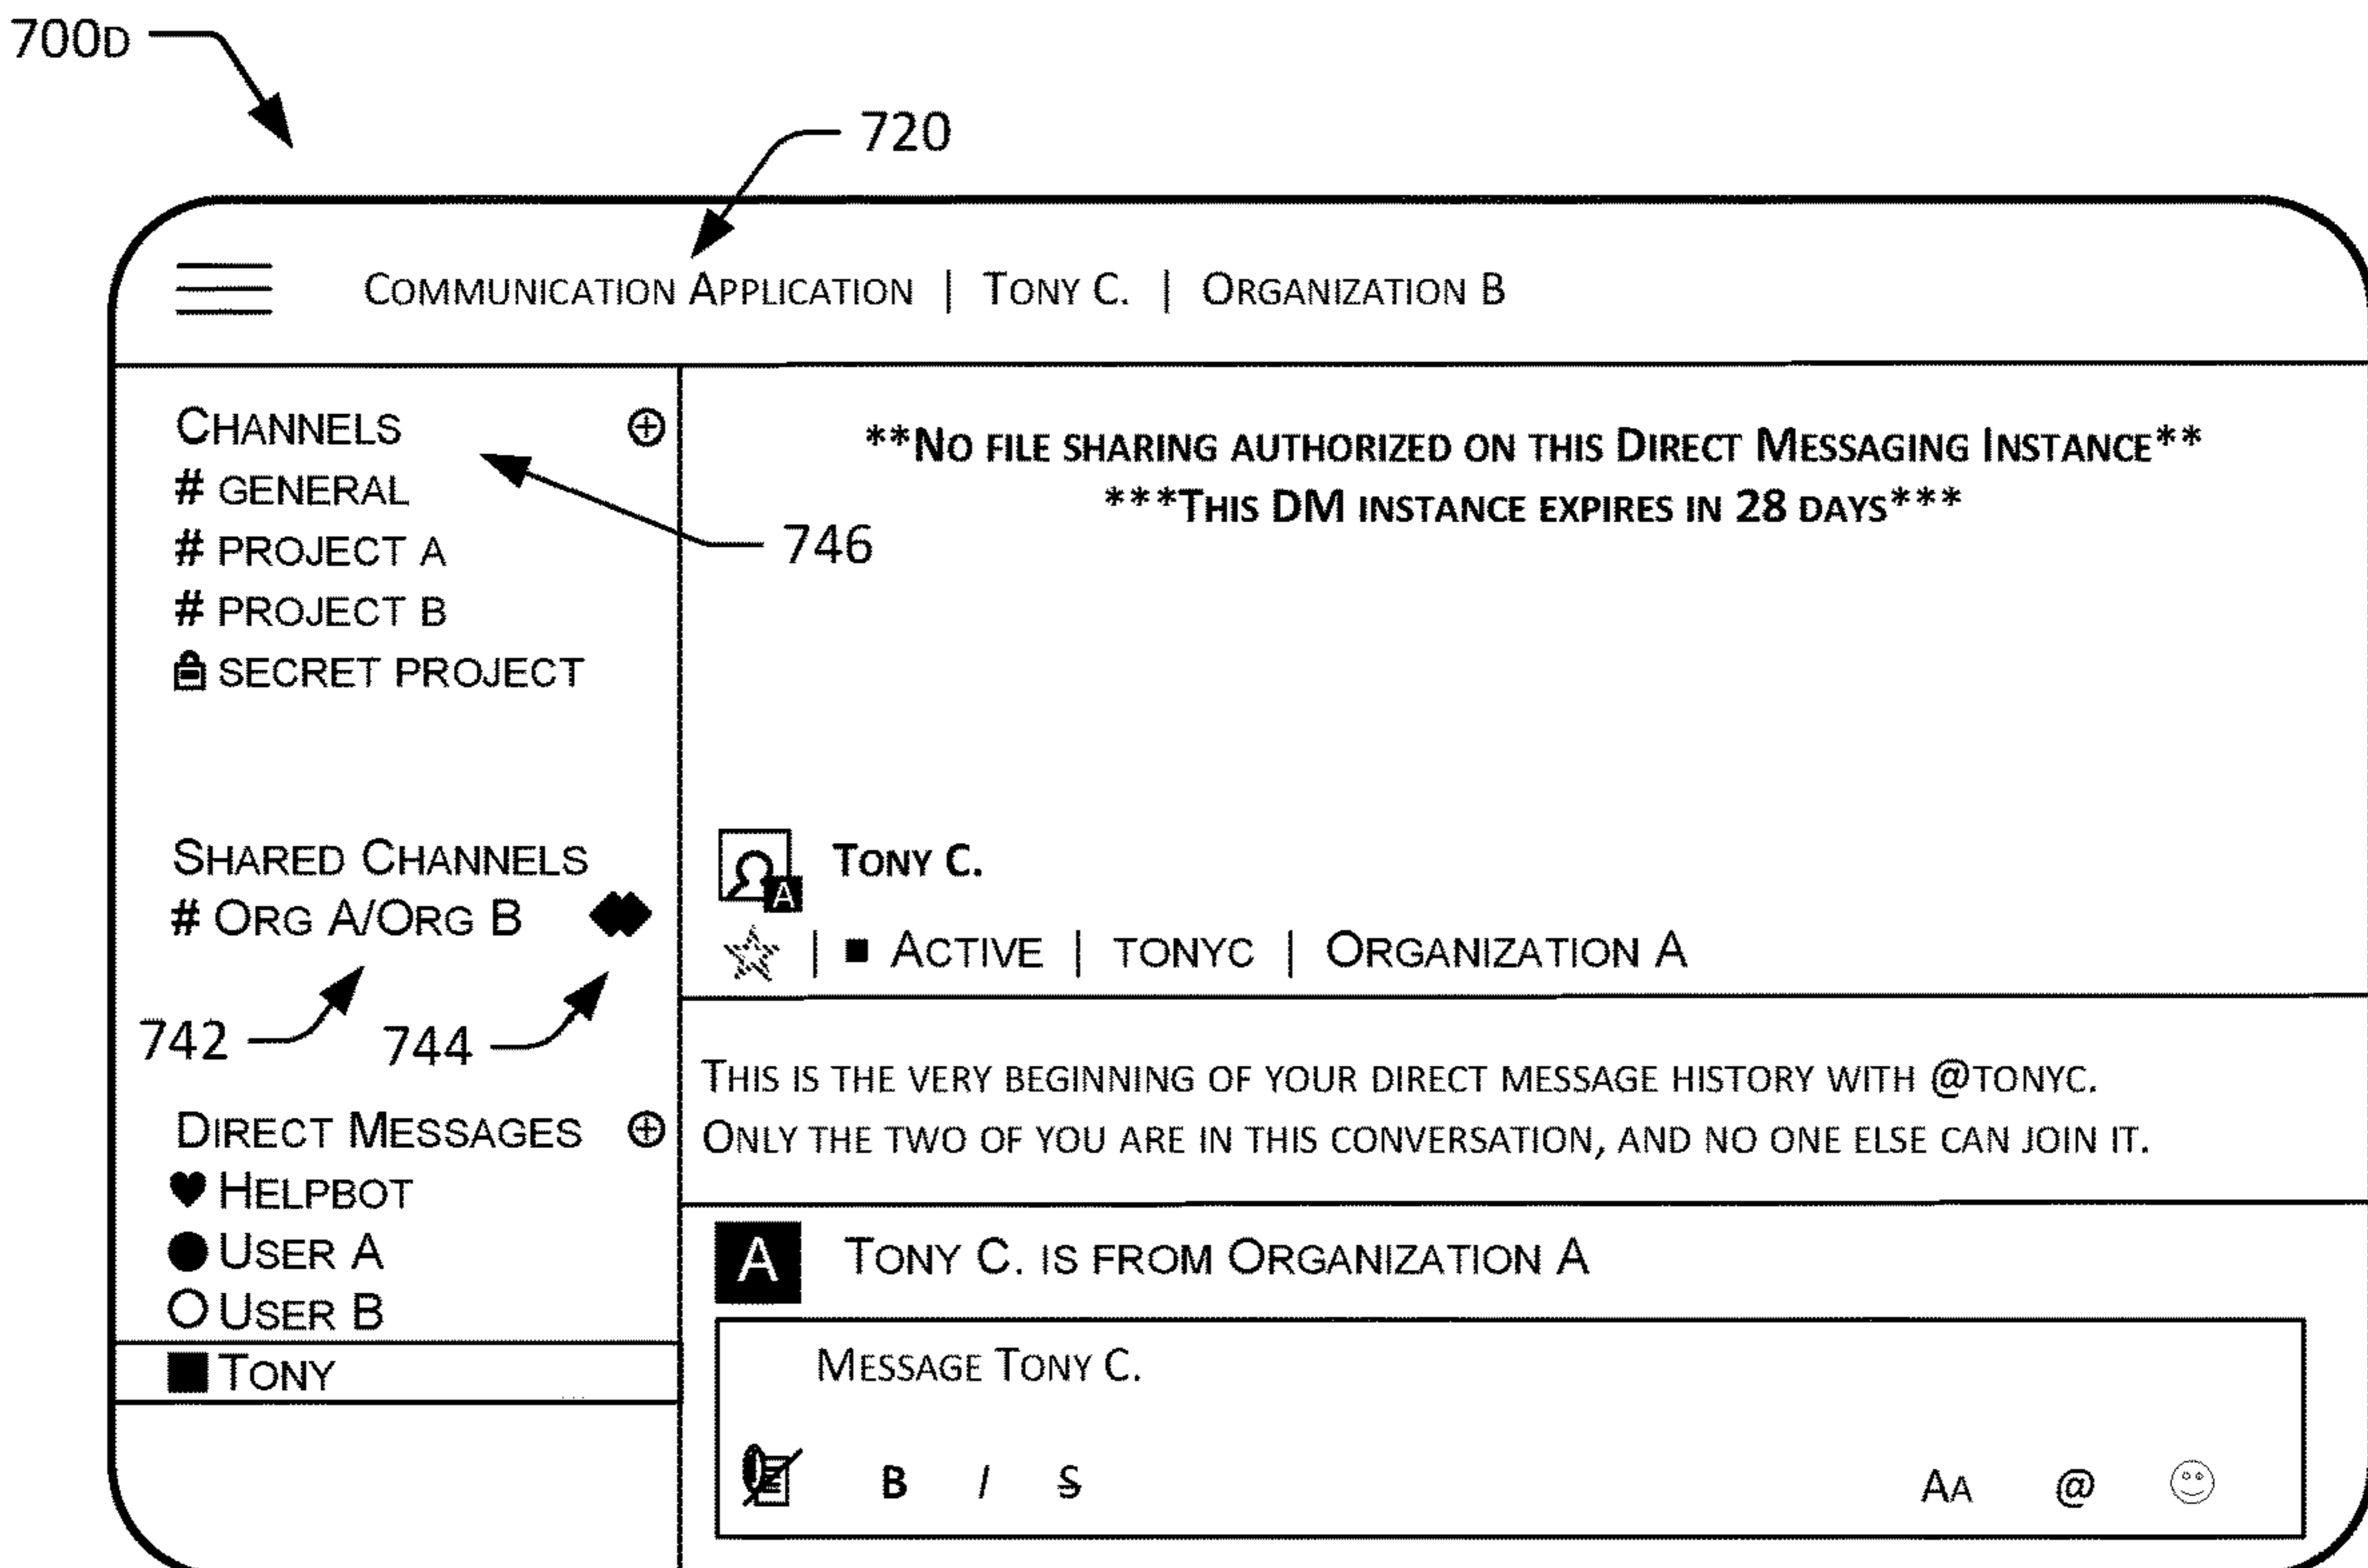 700D
720
COMMUNICATION APPLICATION | TONY C. | ORGANIZATION B
CHANNELS
# GENERAL
# PROJECT A
# PROJECT B
SECRET PROJECT
746
SHARED CHANNELS
# ORG A/ORG B
742
744
DIRECT MESSAGES
HELPBOT
USER A
USER B
TONY
**NO FILE SHARING AUTHORIZED ON THIS DIRECT MESSAGING INSTANCE**
***THIS DM INSTANCE EXPIRES IN 28 DAYS***
A
TONY C.
| ACTIVE | TONYC | ORGANIZATION A
THIS IS THE VERY BEGINNING OF YOUR DIRECT MESSAGE HISTORY WITH @TONYC.
ONLY THE TWO OF YOU ARE IN THIS CONVERSATION, AND NO ONE ELSE CAN JOIN IT.
A TONY C. IS FROM ORGANIZATION A
MESSAGE TONY C.
B I S AA @